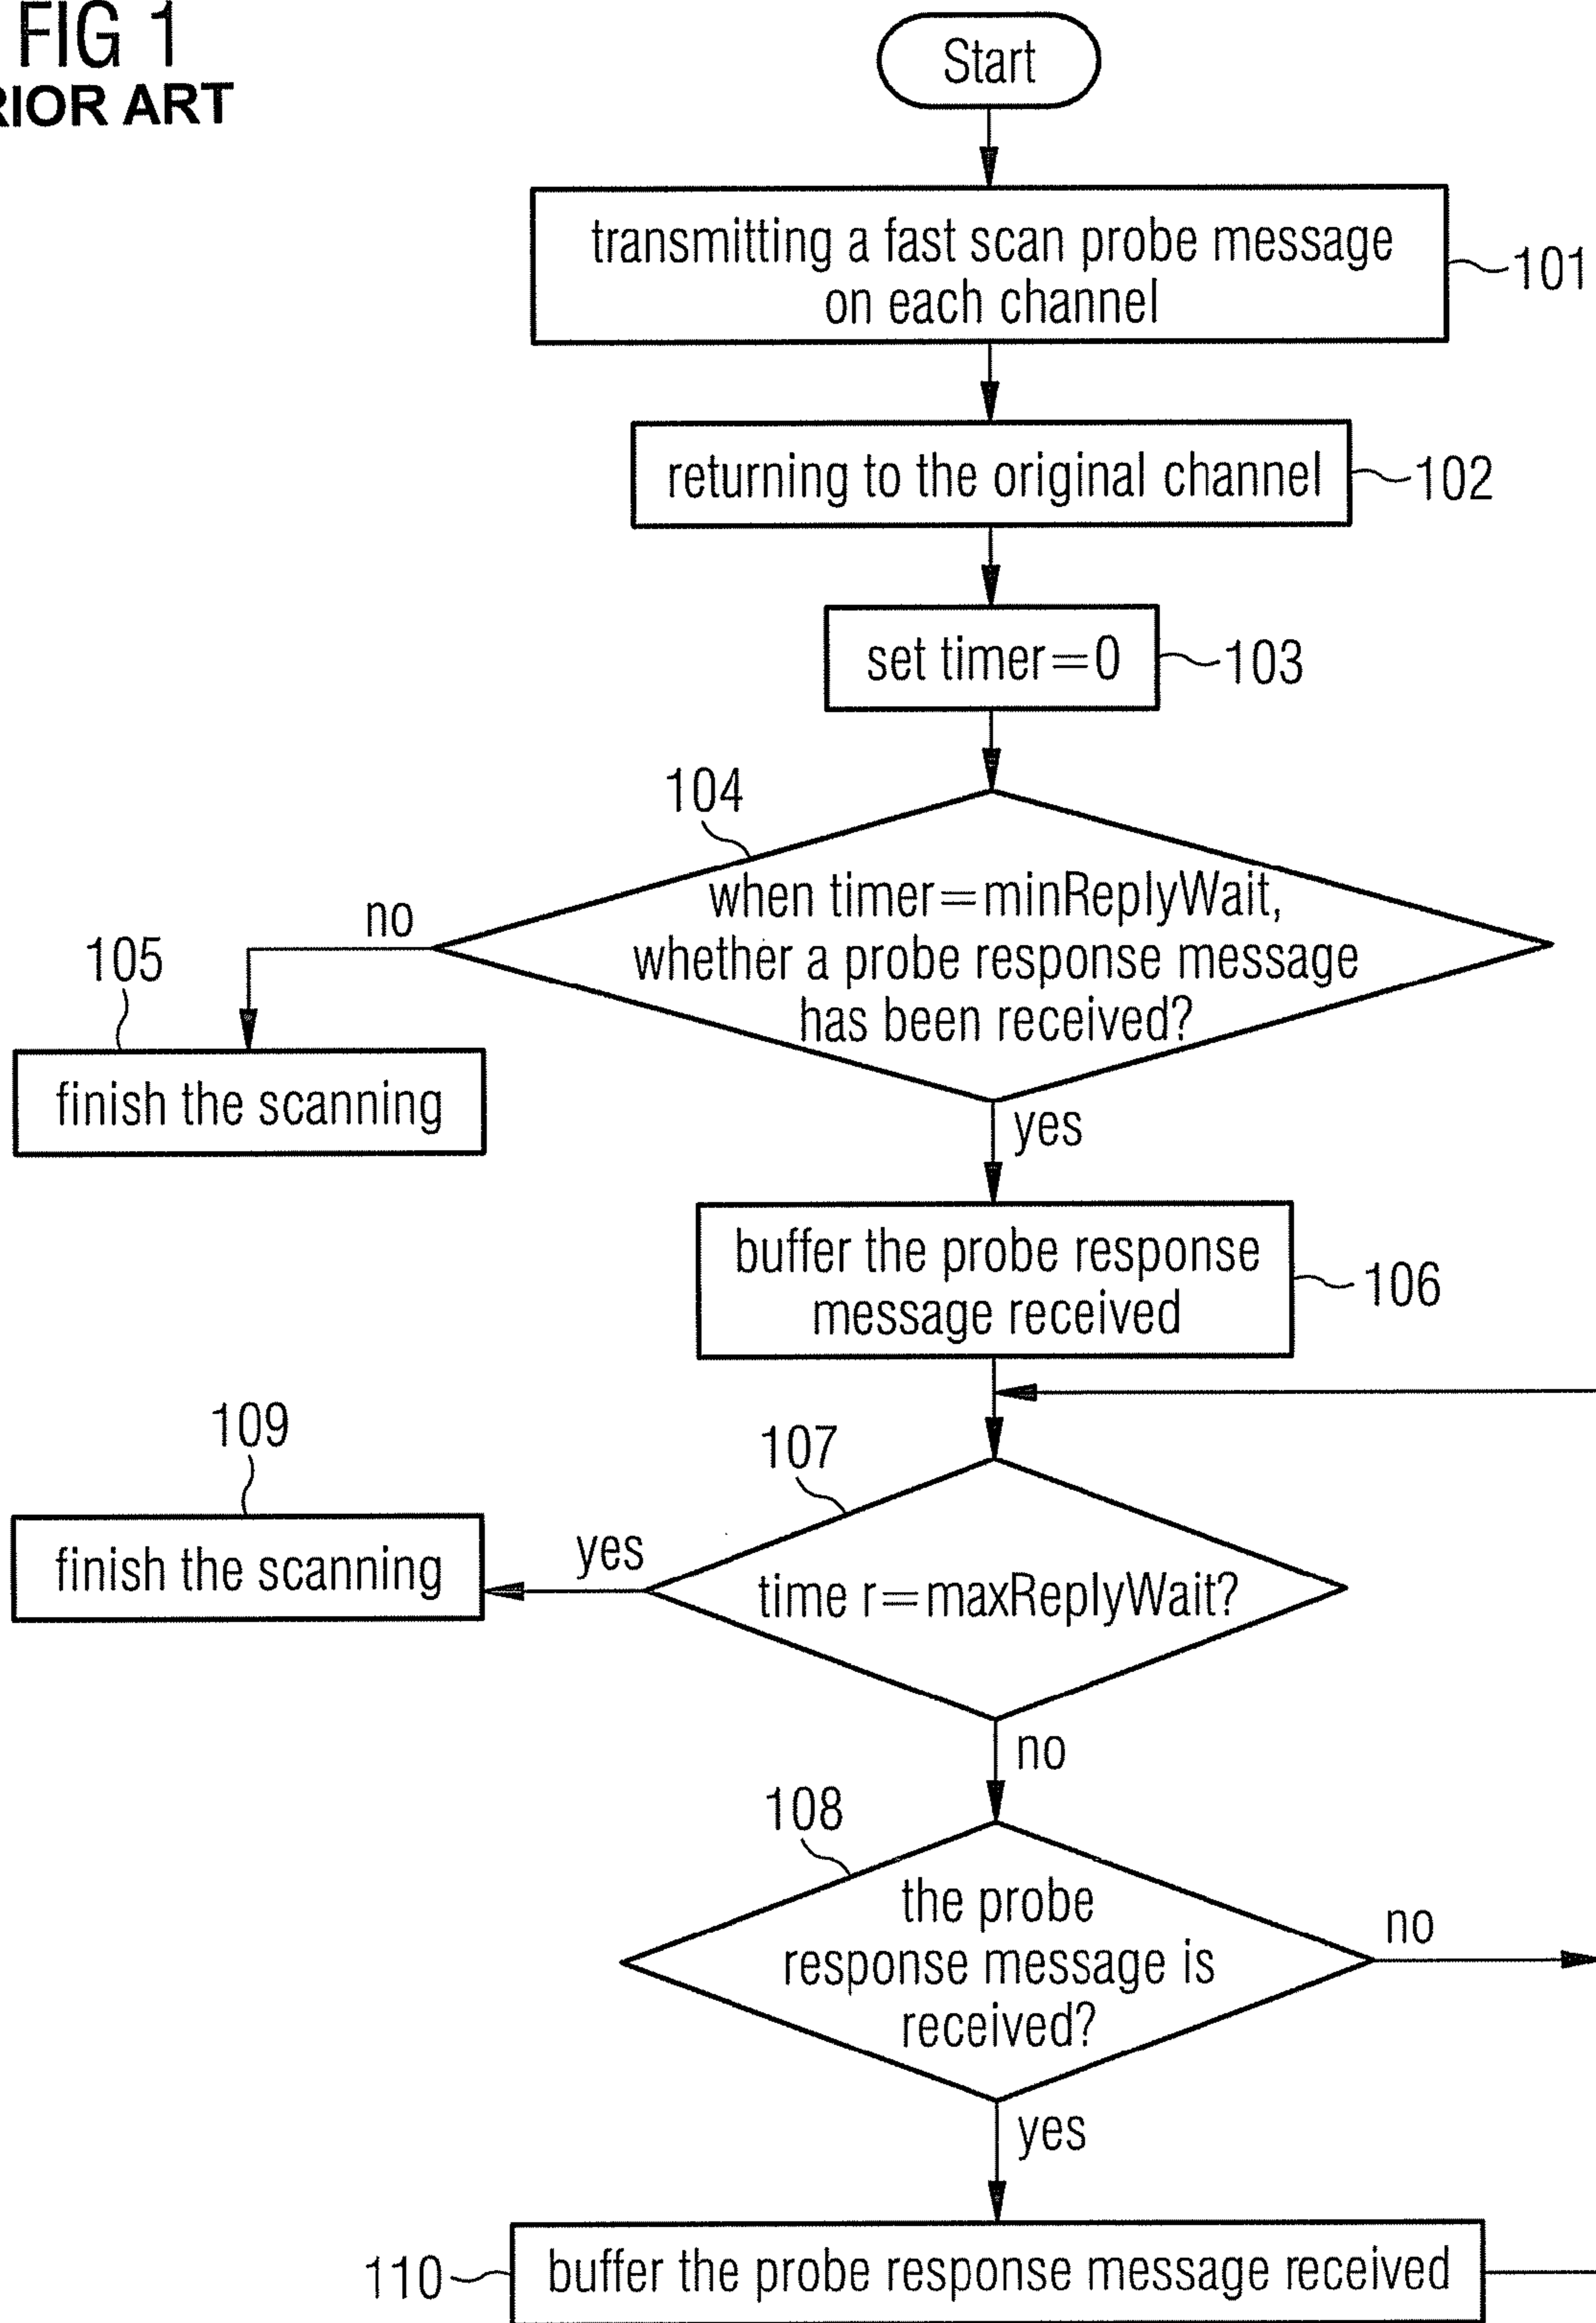 FIG 1
RIOR ART
Start
transmitting a fast scan probe message
on each channel
101
returning to the original channel
102
set timer=0
103
104
when timer=minReplyWait,
whether a probe response message
has been received?
no
105
finish the scanning
yes
buffer the probe response
message received
106
109
finish the scanning
107
yes
time r=maxReplyWait?
no
108
the probe
response message is
received?
no
yes
110
buffer the probe response message received